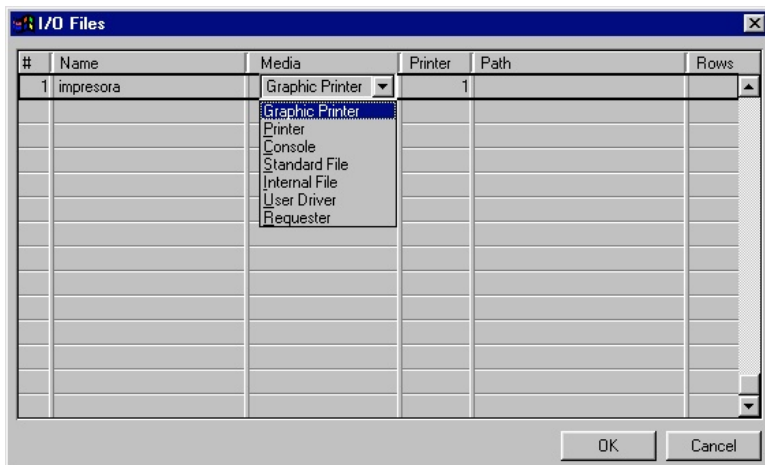 I/O Files
# Name Media Printer Path Rows
1 impresora Graphic Printer 1
Graphic Printer
Printer
Console
Standard File
Internal File
User Driver
Requester
OK Cancel